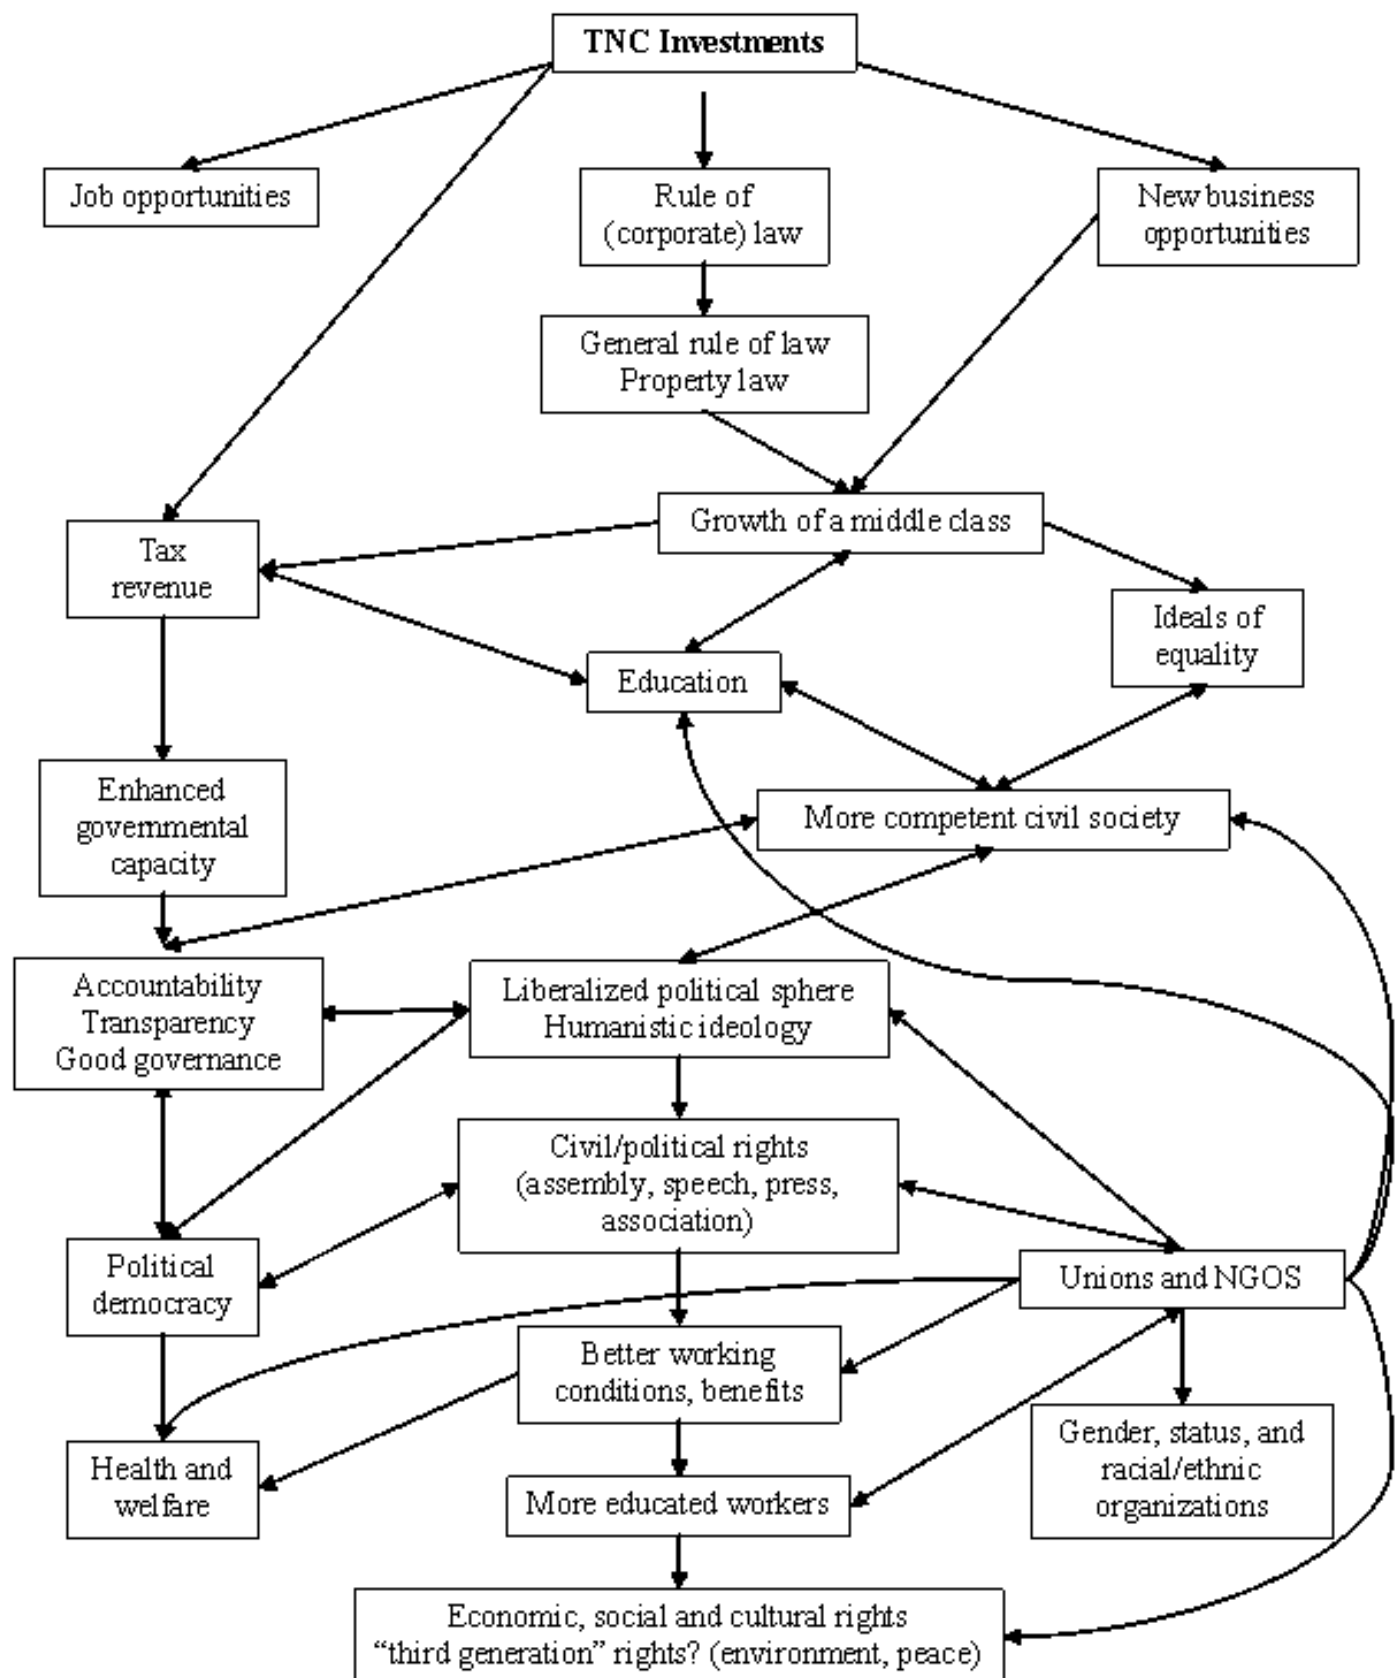 TNC Investments
Job opportunities
Rule of
(corporate) law
New business
opportunities
General rule of law
Property law
Growth of a middle class
Tax
revenue
Ideals of
equality
Education
Enhanced
governmental
capacity
More competent civil society
Accountability
Transparency
Good governance
Liberalized political sphere
Humanistic ideology
Civil/political rights
(assembly, speech, press,
association)
Political
democracy
Unions and NGOS
Better working
conditions, benefits
Gender, status, and
racial/ethnic
organizations
Health and
welfare
More educated workers
Economic, social and cultural rights
“third generation” rights? (environment, peace)